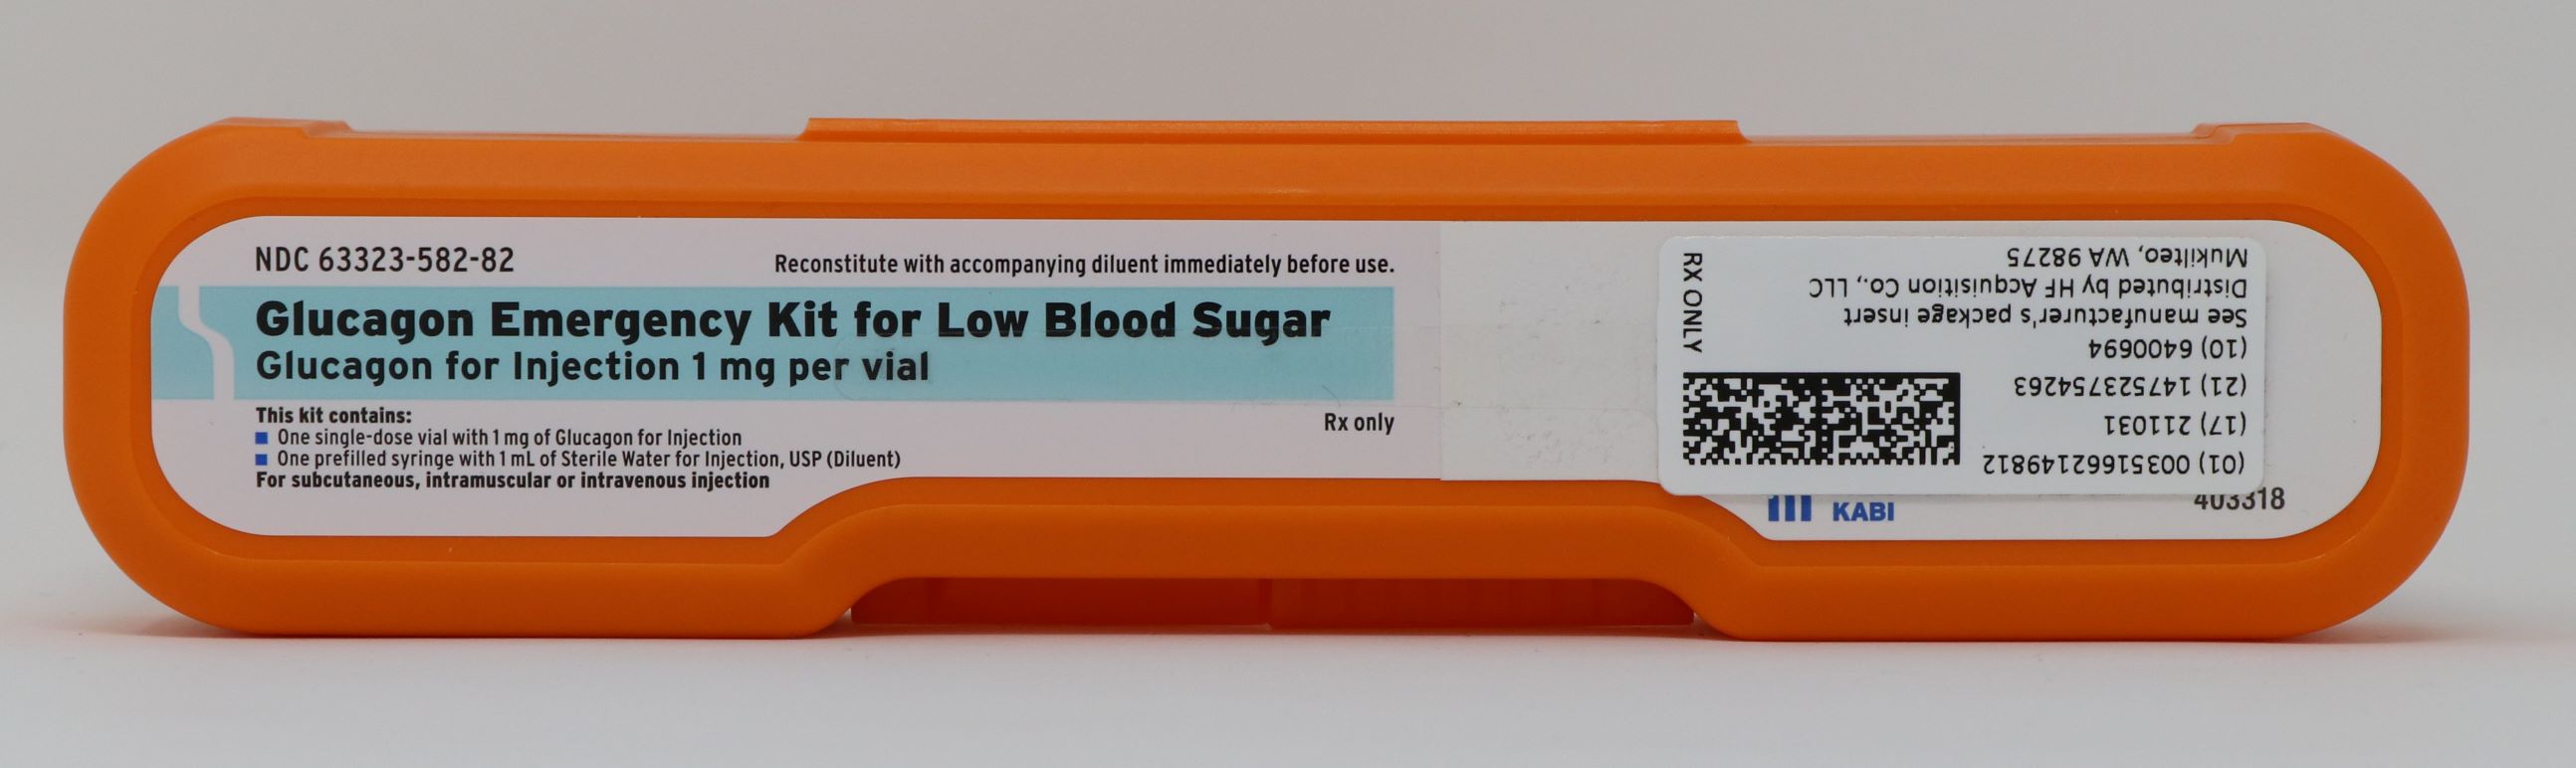 NDC 63323-582-82
Reconstitute with accompanying diluent immediately before use.
Glucagon Emergency Kit for Low Blood Sugar
Glucagon for Injection 1 mg per vial
This kit contains:
■ One single-dose vial with 1 mg of Glucagon for Injection
■ One prefilled syringe with 1 mL of Sterile Water for Injection, USP (Diluent)
For subcutaneous, intramuscular or intravenous injection
Rx only
(01) 00351662149812
(17) 211031
(21) 147523754263
(10) 6400694
See manufacturer's package insert
Distributed by HF Acquisition Co., LLC
Mukilteo, WA 98275
RX ONLY
KABI
403318